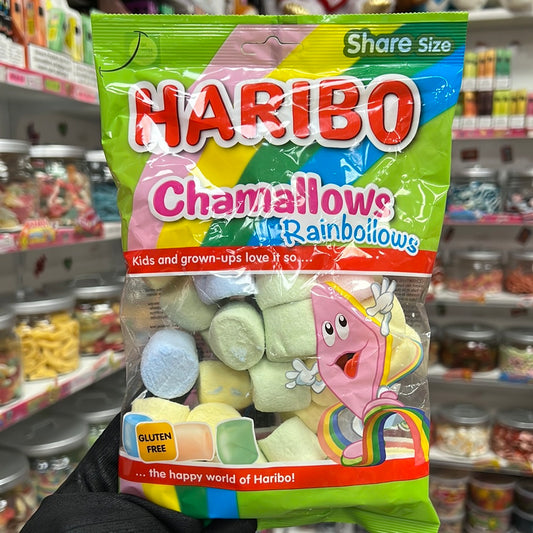 Share Size
HARIBO
Chamallows
Rainbollows
Kids and grown-ups love it so....
GLUTEN
FREE
... the happy world of Haribo!